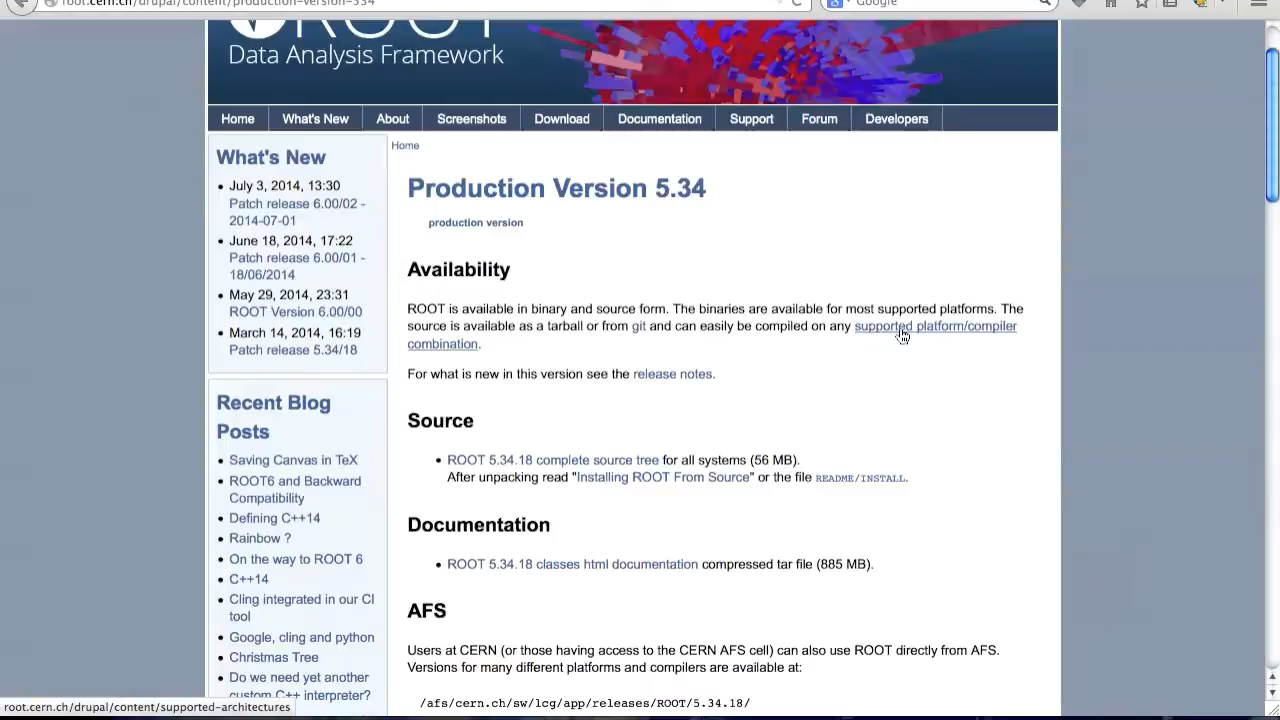 root.cern.ch/drupal/content/production-version-534
Google
ROOT
Data Analysis Framework
Home
What's New
About
Screenshots
Download
Documentation
Support
Forum
Developers
What's New
July 3, 2014, 13:30
Patch release 6.00/02 -
2014-07-01
June 18, 2014, 17:22
Patch release 6.00/01 -
18/06/2014
May 29, 2014, 23:31
ROOT Version 6.00/00
March 14, 2014, 16:19
Patch release 5.34/18
Recent Blog
Posts
Saving Canvas in TeX
ROOT6 and Backward
Compatibility
Defining C++14
Rainbow ?
On the way to ROOT 6
C++14
Cling integrated in our CI
tool
Google, cling and python
Christmas Tree
Do we need yet another
custom C++ interpreter?
Home
Production Version 5.34
production version
Availability
ROOT is available in binary and source form. The binaries are available for most supported platforms. The
source is available as a tarball or from git and can easily be compiled on any supported platform/compiler
combination.
For what is new in this version see the release notes.
Source
ROOT 5.34.18 complete source tree for all systems (56 MB).
After unpacking read "Installing ROOT From Source" or the file README/INSTALL.
Documentation
ROOT 5.34.18 classes html documentation compressed tar file (885 MB).
AFS
Users at CERN (or those having access to the CERN AFS cell) can also use ROOT directly from AFS.
Versions for many different platforms and compilers are available at:
/afs/cern.ch/sw/lcg/app/releases/ROOT/5.34.18/
root.cern.ch/drupal/content/supported-architectures